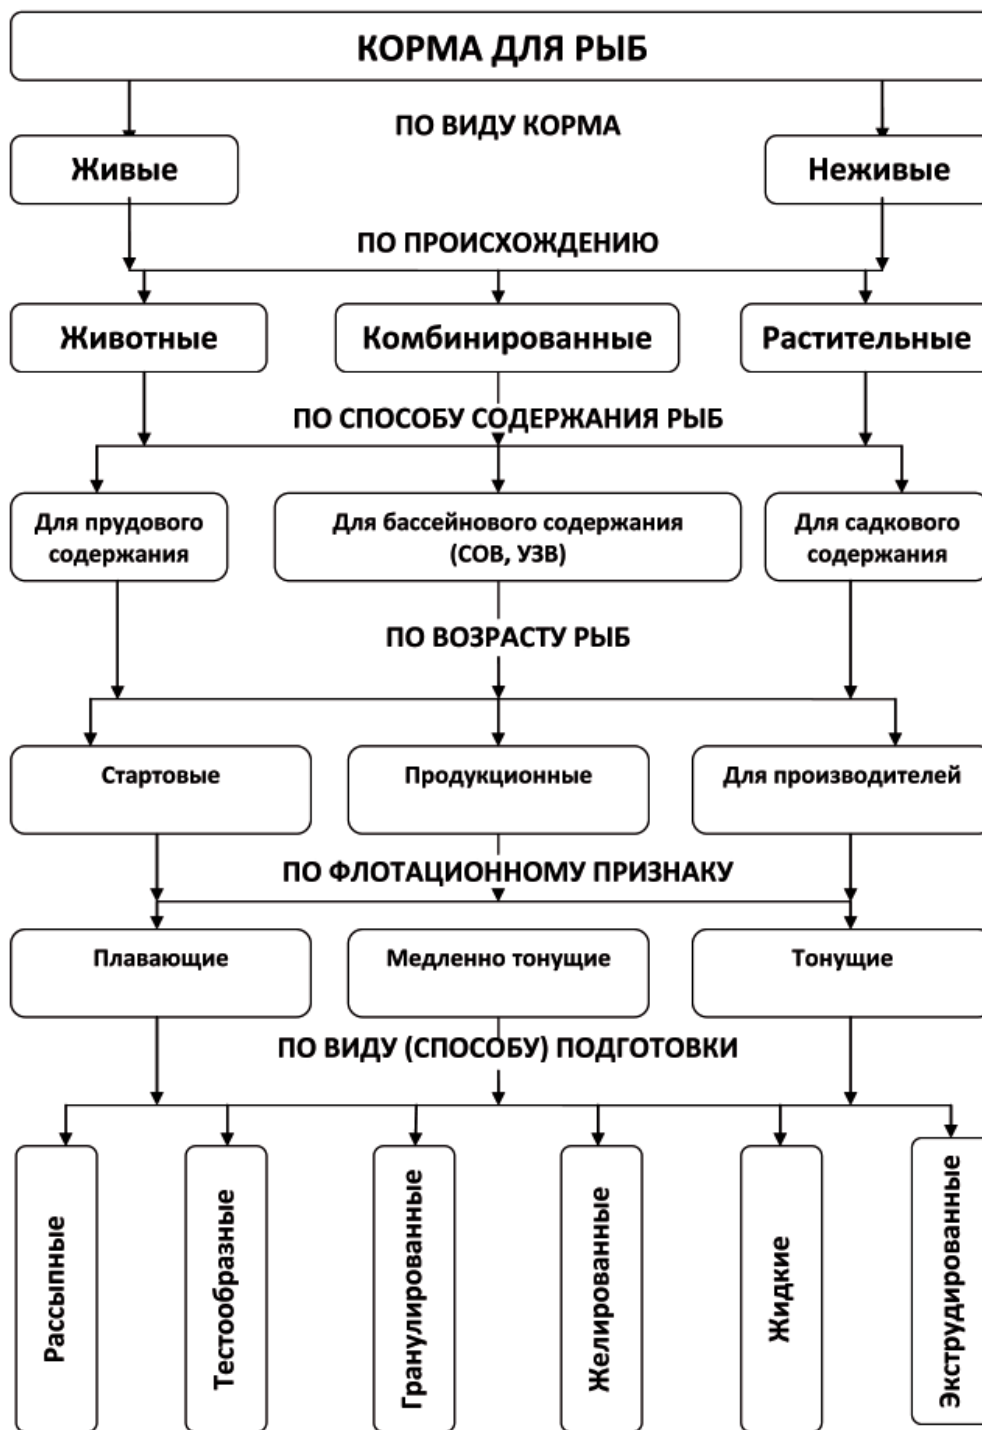 КОРМА ДЛЯ РЫБ
ПО ВИДУ КОРМА
Живые
Неживые
ПО ПРОИСХОЖДЕНИЮ
Животные
Комбинированные
Растительные
ПО СПОСОБУ СОДЕРЖАНИЯ РЫБ
Для прудового
содержания
Для бассейнового содержания
(СОВ, УЗВ)
Для садкового
содержания
ПО ВОЗРАСТУ РЫБ
Стартовые
Продукционные
Для производителей
ПО ФЛОТАЦИОННОМУ ПРИЗНАКУ
Плавающие
Медленно тонущие
Тонущие
ПО ВИДУ (СПОСОБУ) ПОДГОТОВКИ
Рассыпные
Тестообразные
Гранулированные
Желированные
Жидкие
Экструдированные